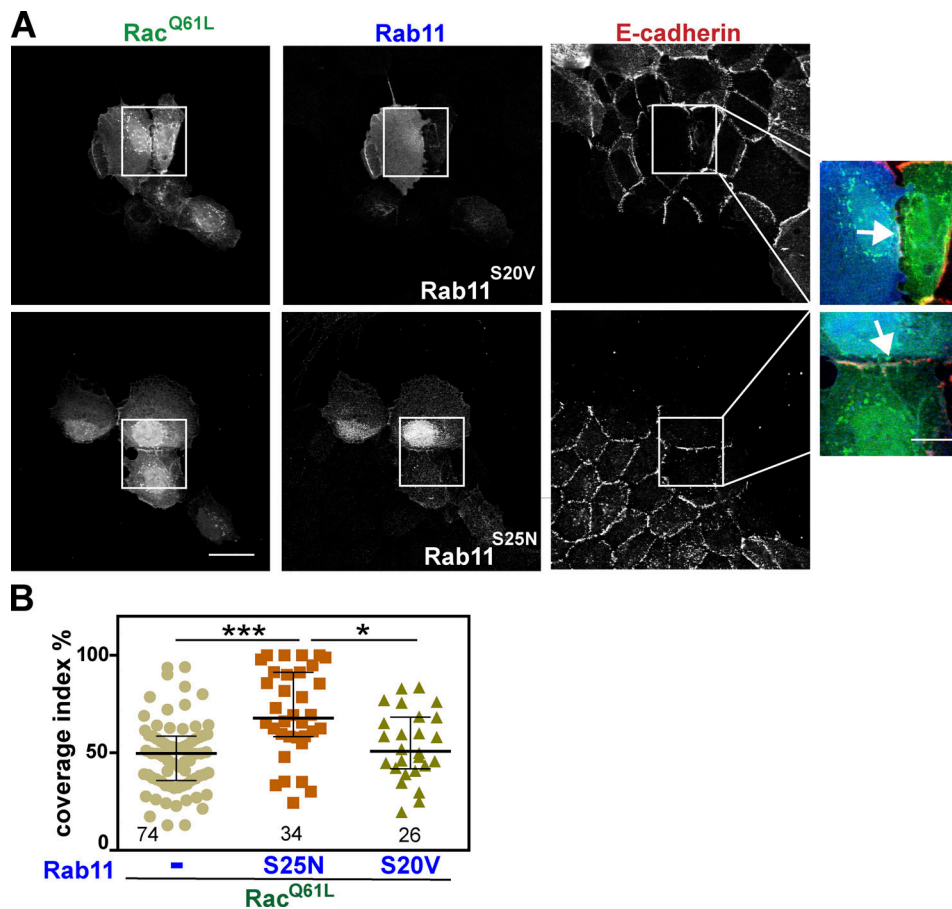 A
Rac Q61L Rab11 E-cadherin
Rab11 S20V
Rab11 S25N
B
*** *
coverage index %
100
50
0
74 34 26
Rab11 - S25N S20V
Rac Q61L